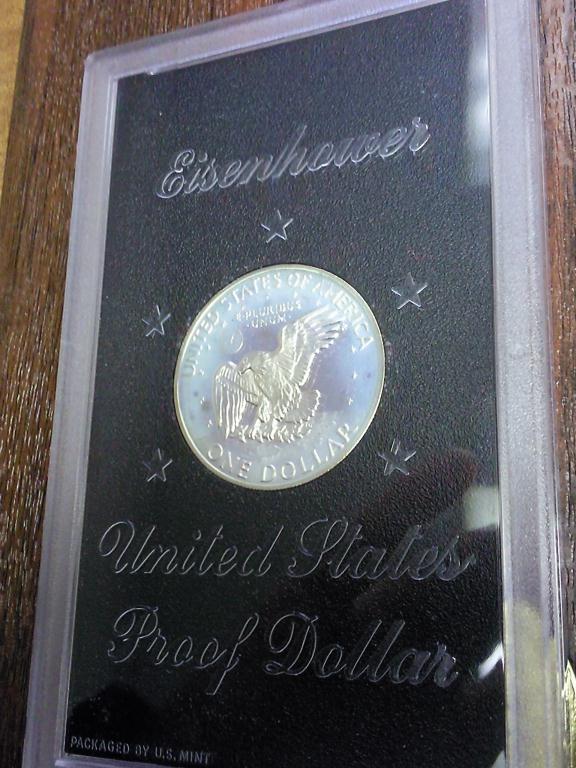 Eisenhower
UNITED STATES OF AMERICA
E PLURIBUS
UNUM
ONE DOLLAR
United States
Proof Dollar
PACKAGED BY U.S. MINT